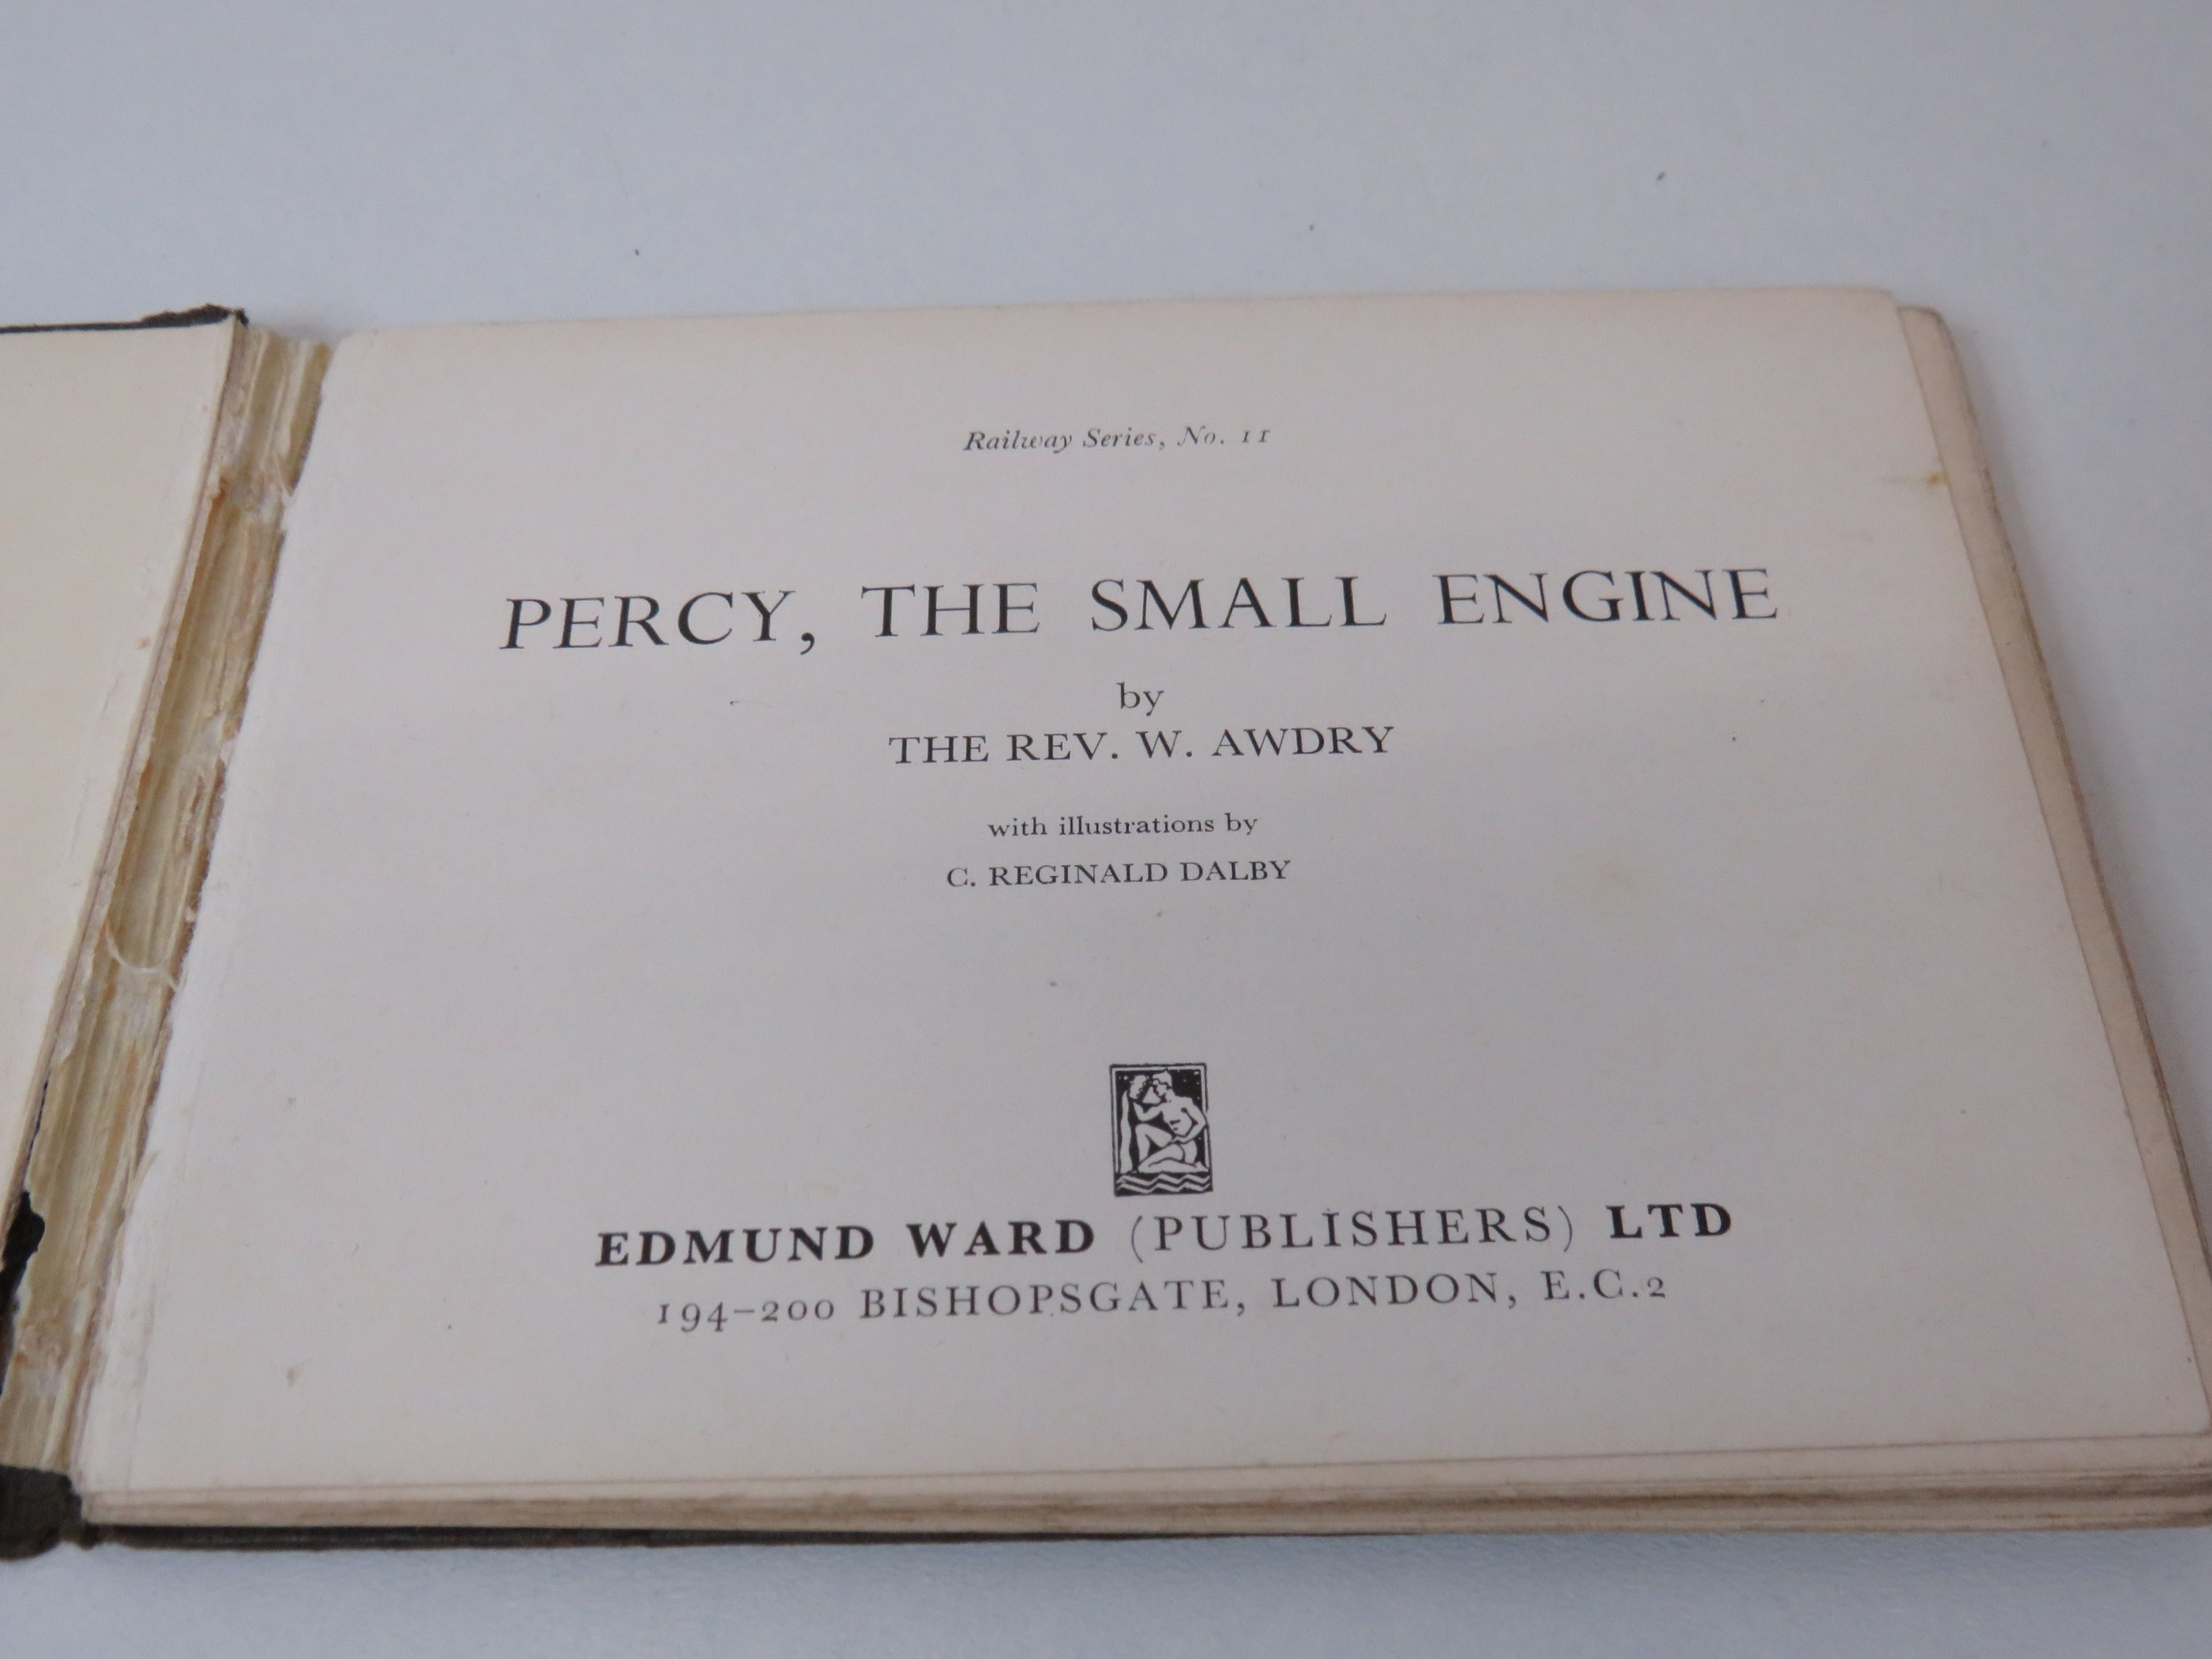 Railway Series, No. 11
PERCY, THE SMALL ENGINE
by
THE REV. W. AWDRY
with illustrations by
C. REGINALD DALBY
EDMUND WARD (PUBLISHERS) LTD
194–200 BISHOPSGATE, LONDON, E.C.2